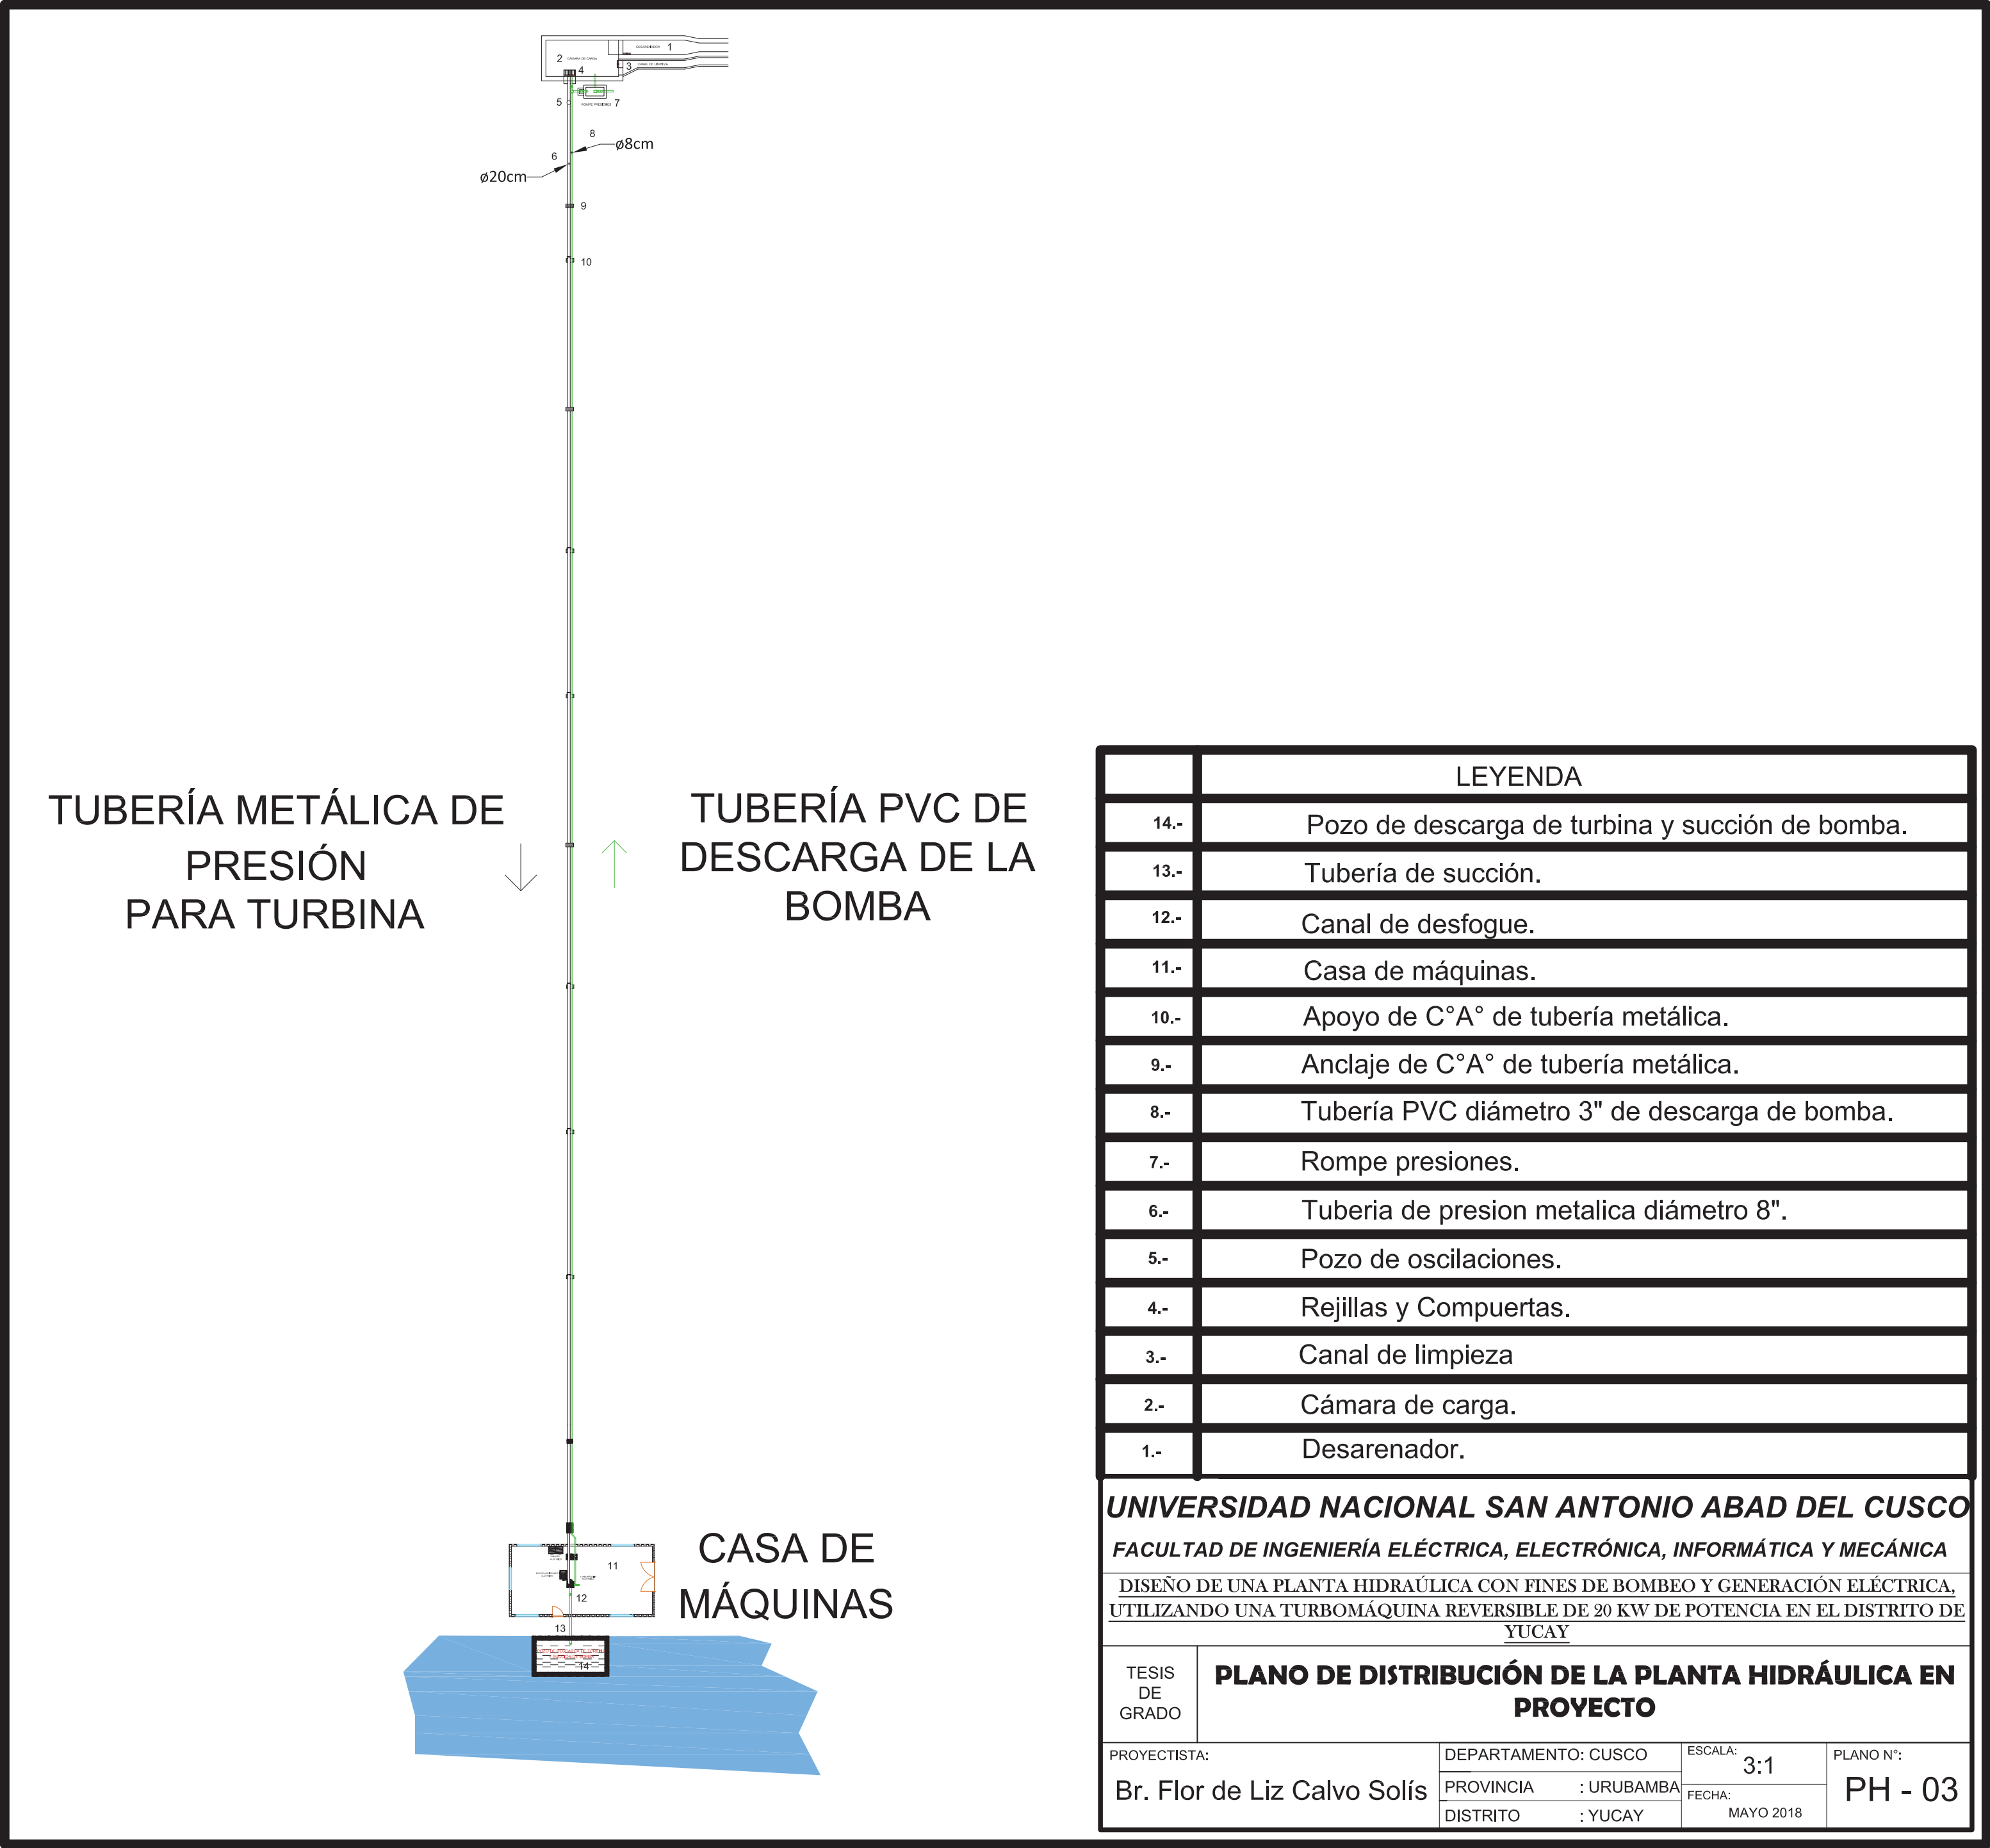 DESARENADOR 1
2 CAMARA DE CARGA
3 CANAL DE LIMPIEZA
4
5 ROMPE PRESIONES 7
8
ø8cm
6
ø20cm
9
10
TUBERÍA METÁLICA DE
PRESIÓN
PARA TURBINA
TUBERÍA PVC DE
DESCARGA DE LA
BOMBA
11
12
13
14
CASA DE
MÁQUINAS
LEYENDA
14.- Pozo de descarga de turbina y succión de bomba.
13.- Tubería de succión.
12.- Canal de desfogue.
11.- Casa de máquinas.
10.- Apoyo de C°A° de tubería metálica.
9.- Anclaje de C°A° de tubería metálica.
8.- Tubería PVC diámetro 3" de descarga de bomba.
7.- Rompe presiones.
6.- Tuberia de presion metalica diámetro 8".
5.- Pozo de oscilaciones.
4.- Rejillas y Compuertas.
3.- Canal de limpieza
2.- Cámara de carga.
1.- Desarenador.
UNIVERSIDAD NACIONAL SAN ANTONIO ABAD DEL CUSCO
FACULTAD DE INGENIERÍA ELÉCTRICA, ELECTRÓNICA, INFORMÁTICA Y MECÁNICA
DISEÑO DE UNA PLANTA HIDRAÚLICA CON FINES DE BOMBEO Y GENERACIÓN ELÉCTRICA,
UTILIZANDO UNA TURBOMÁQUINA REVERSIBLE DE 20 KW DE POTENCIA EN EL DISTRITO DE
YUCAY
TESIS
DE
GRADO
PLANO DE DISTRIBUCIÓN DE LA PLANTA HIDRÁULICA EN
PROYECTO
PROYECTISTA:
Br. Flor de Liz Calvo Solís
DEPARTAMENTO: CUSCO
PROVINCIA : URUBAMBA
DISTRITO : YUCAY
ESCALA: 3:1
FECHA:
MAYO 2018
PLANO N°:
PH - 03